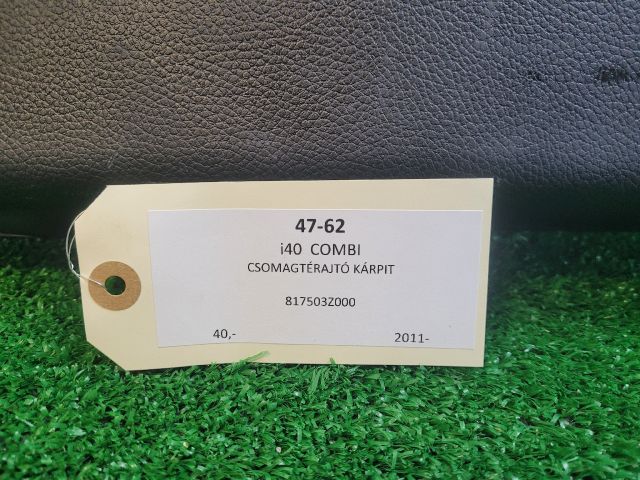 47-62
i40 COMBI
CSOMAGTÉRAJTÓ KÁRPIT
817503Z000
40,- 2011-